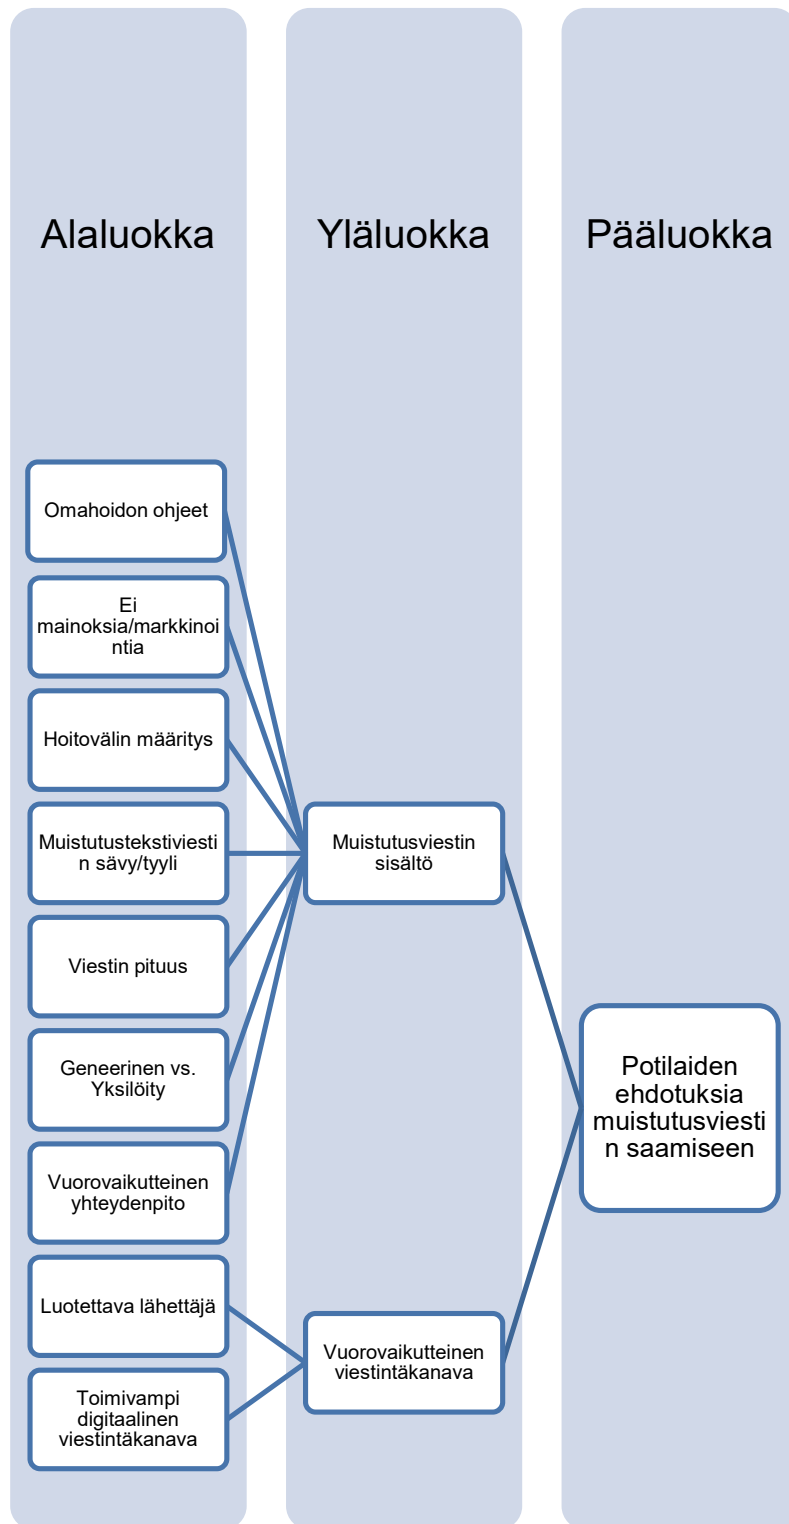 Alaluokka
Yläluokka
Pääluokka
Omahoidon ohjeet
Ei
mainoksia/markkinoi
ntia
Hoitovälin määritys
Muistutustekstiviesti
n sävy/tyyli
Viestin pituus
Geneerinen vs.
Yksilöity
Vuorovaikutteinen
yhteydenpito
Luotettava lähettäjä
Toimivampi
digitaalinen
viestintäkanava
Muistutusviestin
sisältö
Vuorovaikutteinen
viestintäkanava
Potilaiden
ehdotuksia
muistutusviesti
n saamiseen